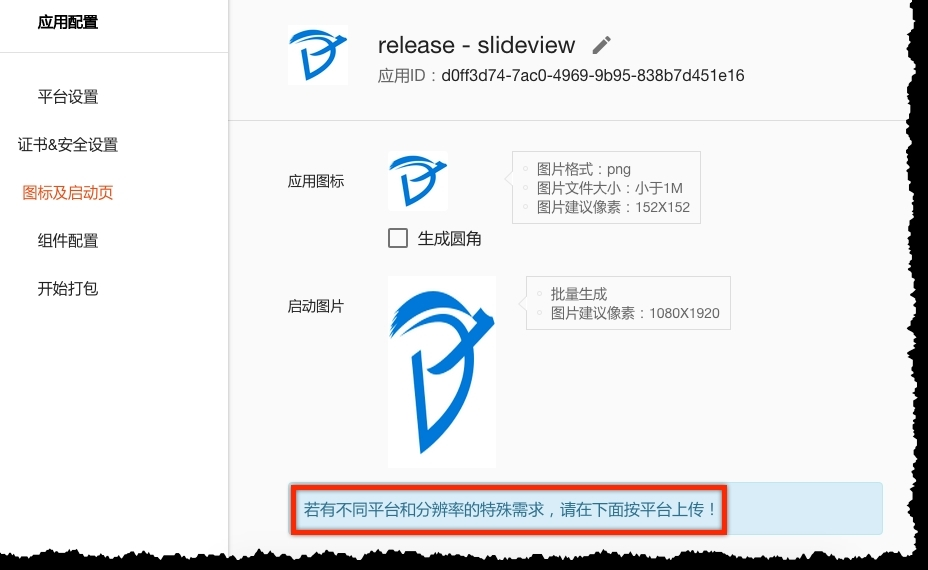 应用配置
平台设置
证书&安全设置
图标及启动页
组件配置
开始打包
release - slideview
应用ID：d0ff3d74-7ac0-4969-9b95-838b7d451e16
应用图标
图片格式：png
图片文件大小：小于1M
图片建议像素：152X152
生成圆角
启动图片
批量生成
图片建议像素：1080X1920
若有不同平台和分辨率的特殊需求，请在下面按平台上传！